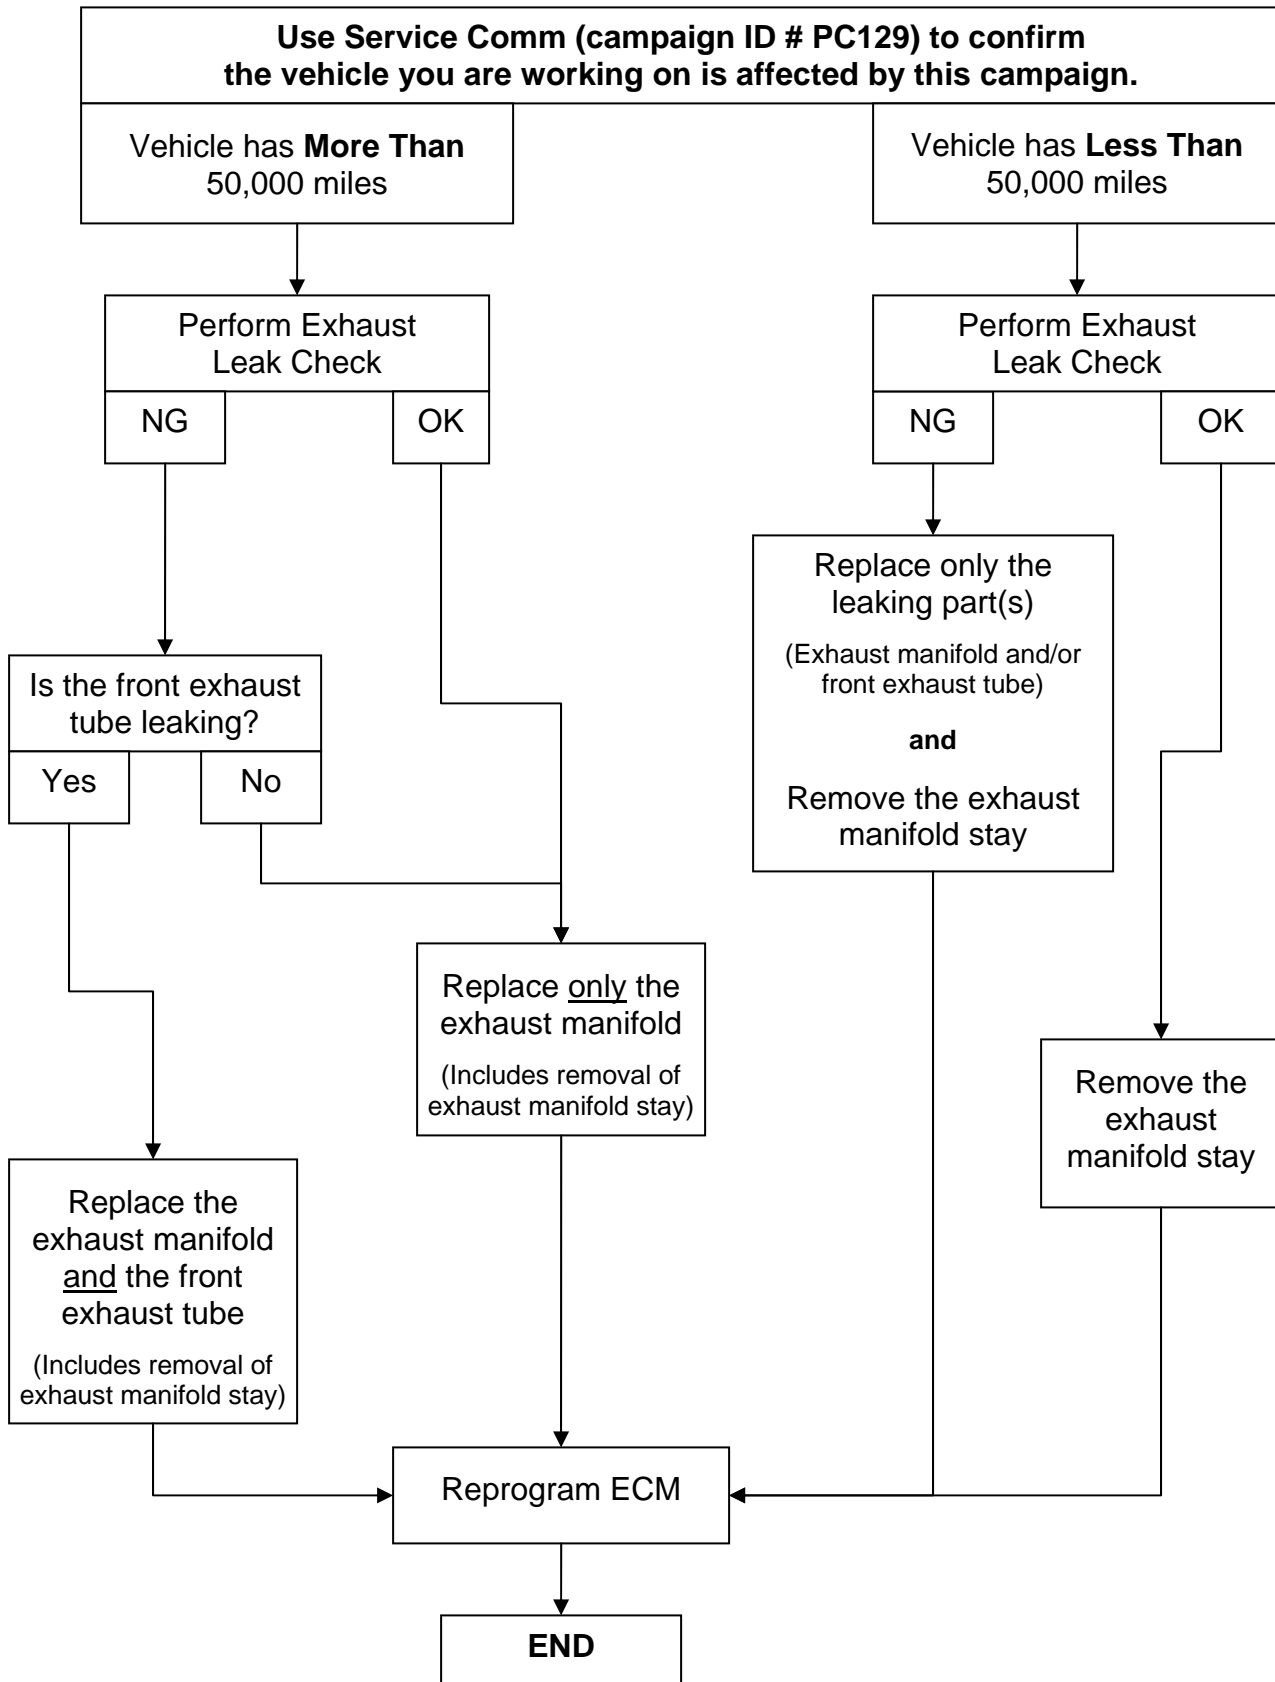 Use Service Comm (campaign ID # PC129) to confirm
the vehicle you are working on is affected by this campaign.
Vehicle has More Than
50,000 miles
Vehicle has Less Than
50,000 miles
Perform Exhaust
Leak Check
NG
OK
Perform Exhaust
Leak Check
NG
OK
Is the front exhaust
tube leaking?
Yes
No
Replace only the
leaking part(s)
(Exhaust manifold and/or
front exhaust tube)
and
Remove the exhaust
manifold stay
Replace only the
exhaust manifold
(Includes removal of
exhaust manifold stay)
Remove the
exhaust
manifold stay
Replace the
exhaust manifold
and the front
exhaust tube
(Includes removal of
exhaust manifold stay)
Reprogram ECM
END